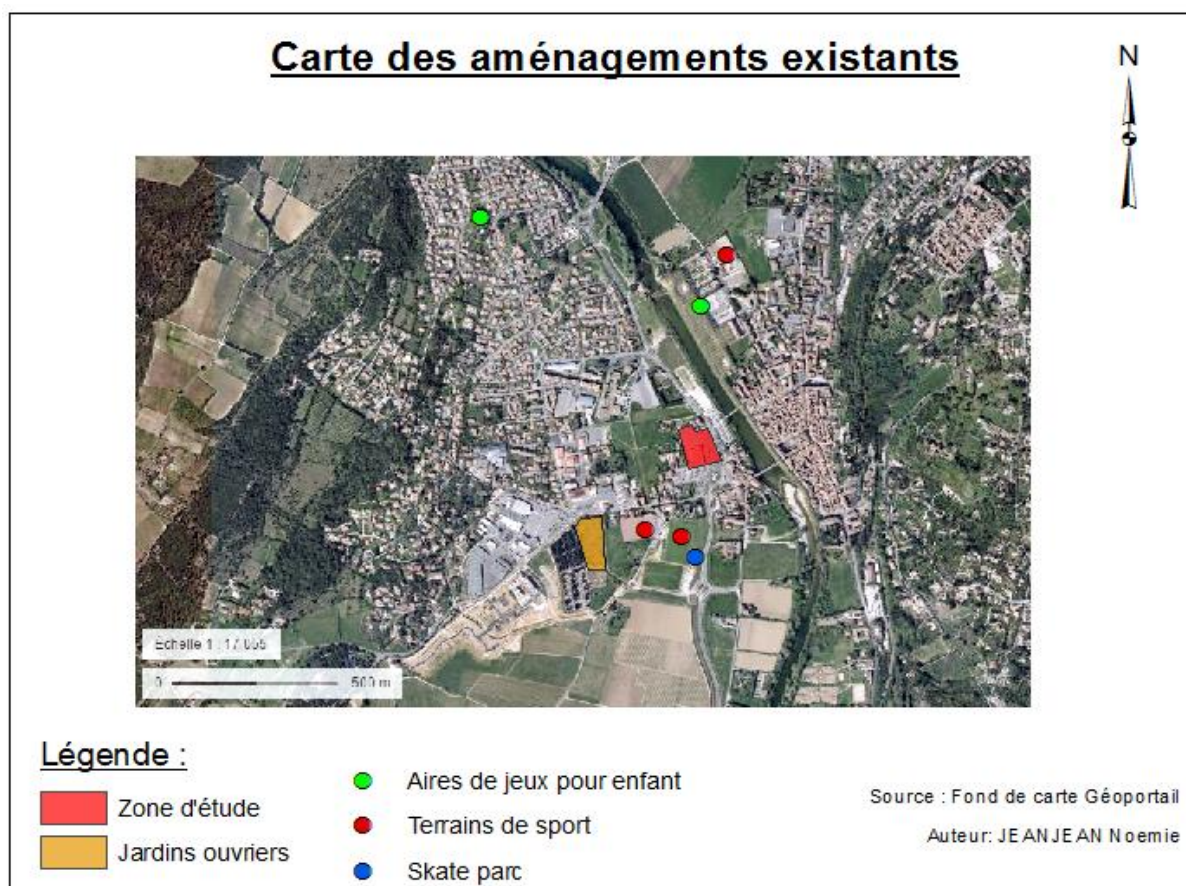 Carte des aménagements existants
N
Echelle 1 : 17 055
0 500 m
Légende :
Zone d'étude
Jardins ouvriers
Aires de jeux pour enfant
Terrains de sport
Skate parc
Source : Fond de carte Géoportail
Auteur: JEANJEAN Noemie